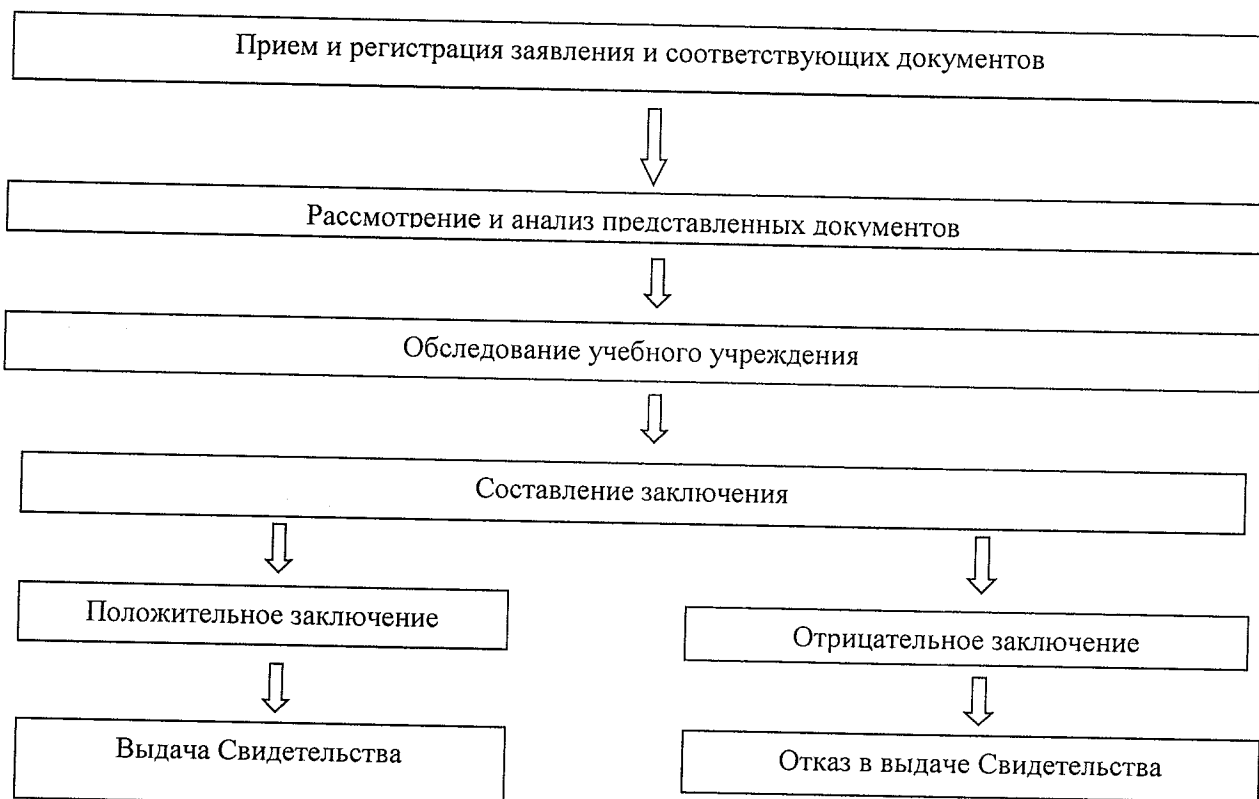 Прием и регистрация заявления и соответствующих документов
Рассмотрение и анализ представленных документов
Обследование учебного учреждения
Составление заключения
Положительное заключение
Отрицательное заключение
Выдача Свидетельства
Отказ в выдаче Свидетельства